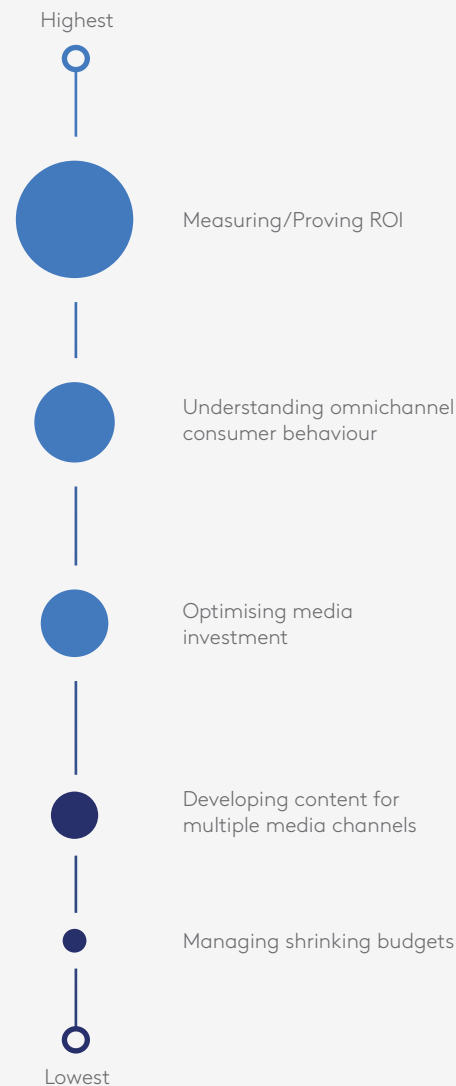 Highest
Measuring/Proving ROI
Understanding omnichannel
consumer behaviour
Optimising media
investment
Developing content for
multiple media channels
Managing shrinking budgets
Lowest